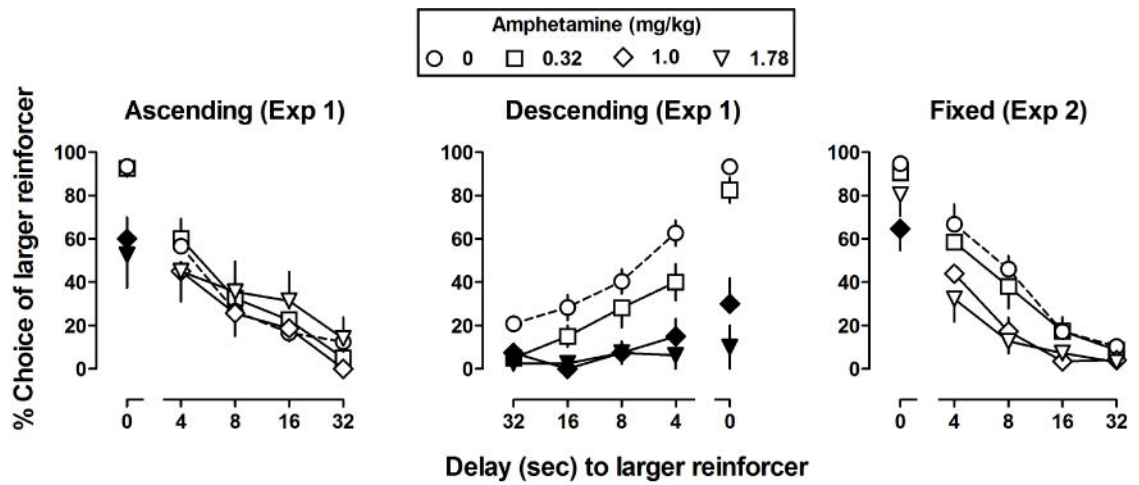 Amphetamine (mg/kg)
0 0.32 1.0 1.78
Ascending (Exp 1) Descending (Exp 1) Fixed (Exp 2)
% Choice of larger reinforcer
100 100 100
80 80 80
60 60 60
40 40 40
20 20 20
0 0 0
0 4 8 16 32 32 16 8 4 0 0 4 8 16 32
Delay (sec) to larger reinforcer